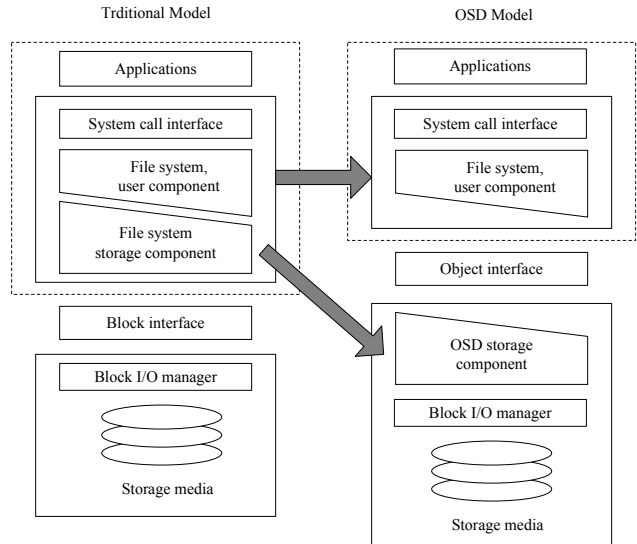 Trditional Model
Applications
System call interface
File system,
user component
File system
storage component
Block interface
Block I/O manager
Storage media
OSD Model
Applications
System call interface
File system,
user component
Object interface
OSD storage
component
Block I/O manager
Storage media